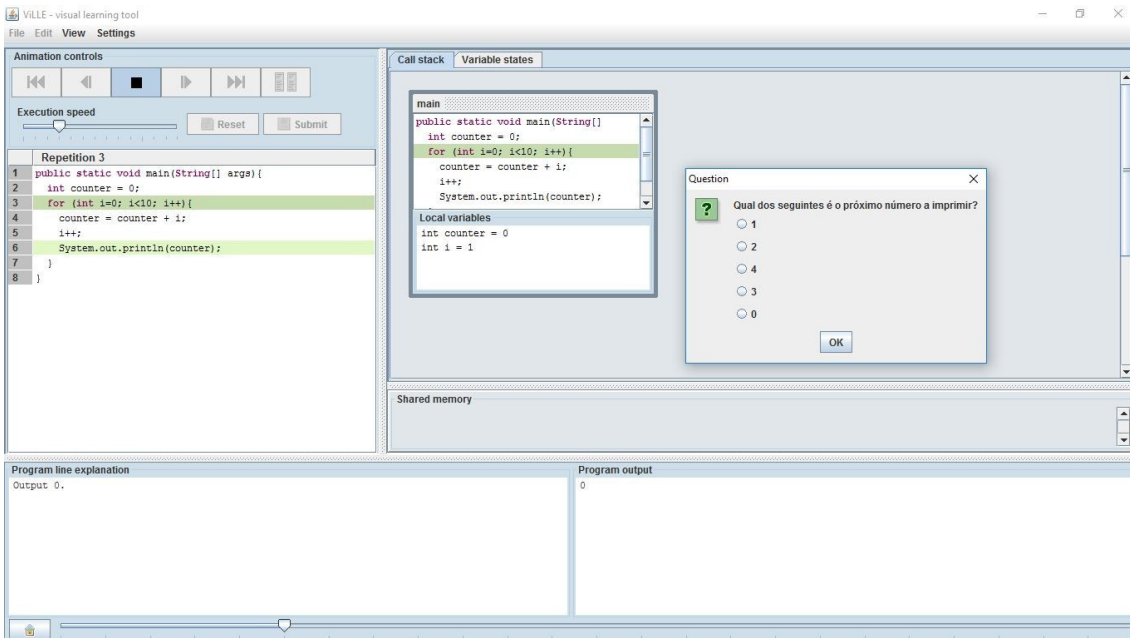 ViLLE - visual learning tool
File Edit View Settings
Animation controls
Execution speed
Reset
Submit
Repetition 3
1 public static void main(String[] args){
2 int counter = 0;
3 for (int i=0; i<10; i++){
4 counter = counter + i;
5 i++;
6 System.out.println(counter);
7 }
8 }
Call stack Variable states
main
public static void main(String[]
int counter = 0;
for (int i=0; i<10; i++){
counter = counter + i;
i++;
System.out.println(counter);
Local variables
int counter = 0
int i = 1
Question
Qual dos seguintes é o próximo número a imprimir?
1
2
4
3
0
OK
Shared memory
Program line explanation
Output 0.
Program output
0